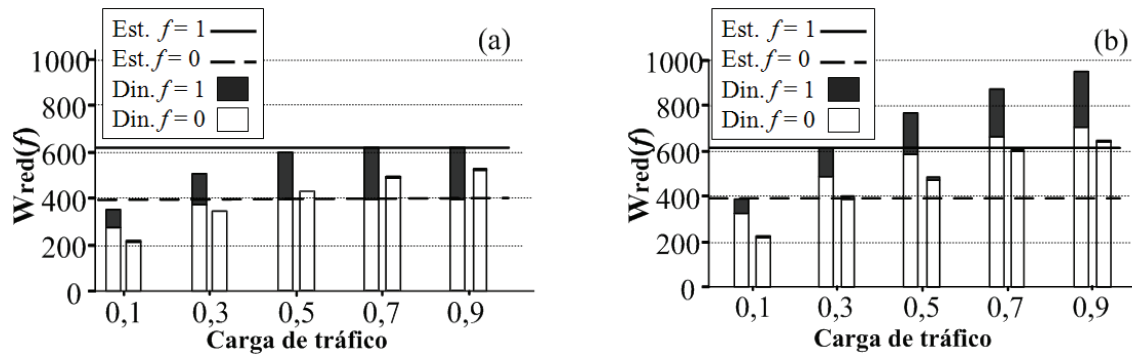 Est. f = 1
Est. f = 0
Din. f = 1
Din. f = 0
(a)
1000
800
600
400
200
0
Wred(f)
0,1 0,3 0,5 0,7 0,9
Carga de tráfico
Est. f = 1
Est. f = 0
Din. f = 1
Din. f = 0
(b)
1000
800
600
400
200
0
Wred(f)
0,1 0,3 0,5 0,7 0,9
Carga de tráfico